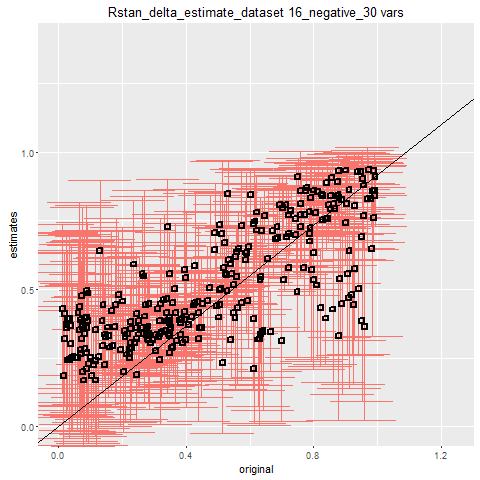 Rstan_delta_estimate_dataset 16_negative_30 vars
estimates
1.0
0.5
0.0
0.0 0.4 0.8 1.2
original